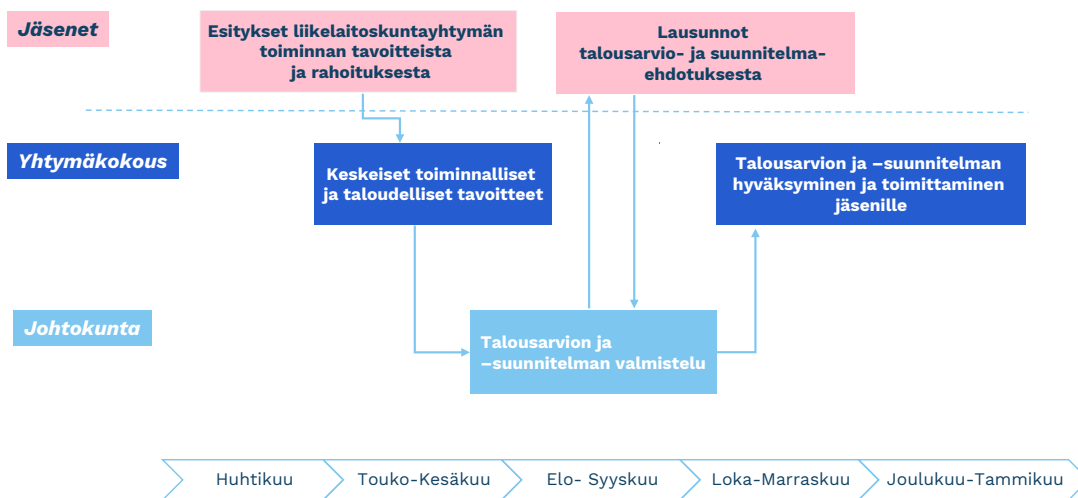 Jäsenet
Esitykset liikelaitoskuntayhtymän
toiminnan tavoitteista
ja rahoituksesta
Lausunnot
talousarvio- ja suunnitelma-
ehdotuksesta
Yhtymäkokous
Keskeiset toiminnalliset
ja taloudelliset tavoitteet
Talousarvion ja –suunnitelman
hyväksyminen ja toimittaminen
jäsenille
Johtokunta
Talousarvion ja
–suunnitelman valmistelu
Huhtikuu
Touko-Kesäkuu
Elo- Syyskuu
Loka-Marraskuu
Joulukuu-Tammikuu